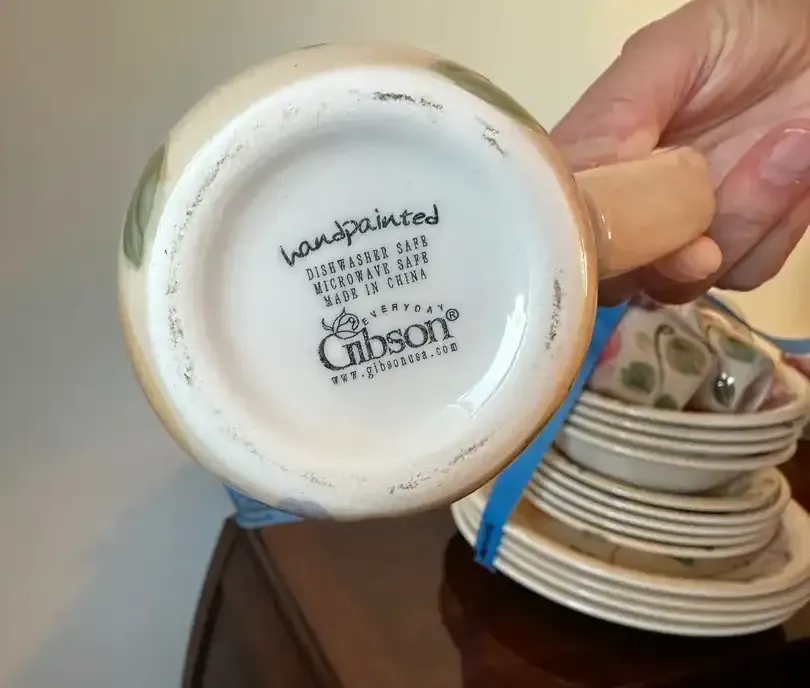 handpainted
DISHWASHER SAFE
MICROWAVE SAFE
MADE IN CHINA
EVERYDAY
Gibson®
www.gibsonusa.com